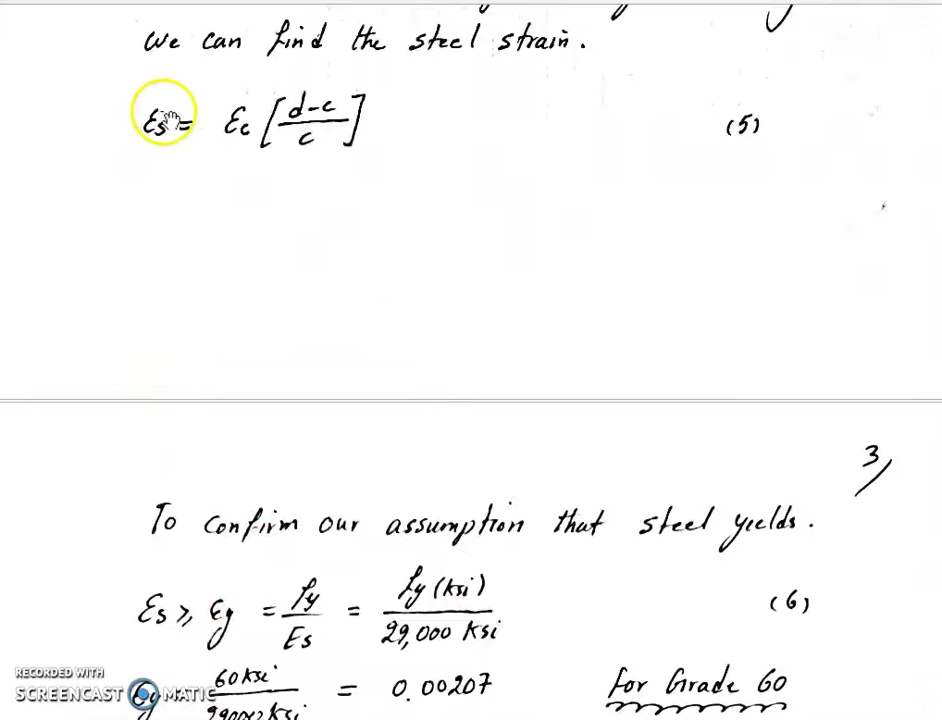 we can find the steel strain.
εs = εc [ (d-c)/c ] (5)
3/
To confirm our assumption that steel yields.
εs ≥ εy = fy/Es = fy (ksi)/29,000 ksi (6)
60 ksi/29000 ksi = 0.00207 for Grade 60
RECORDED WITH
SCREENCAST MATIC